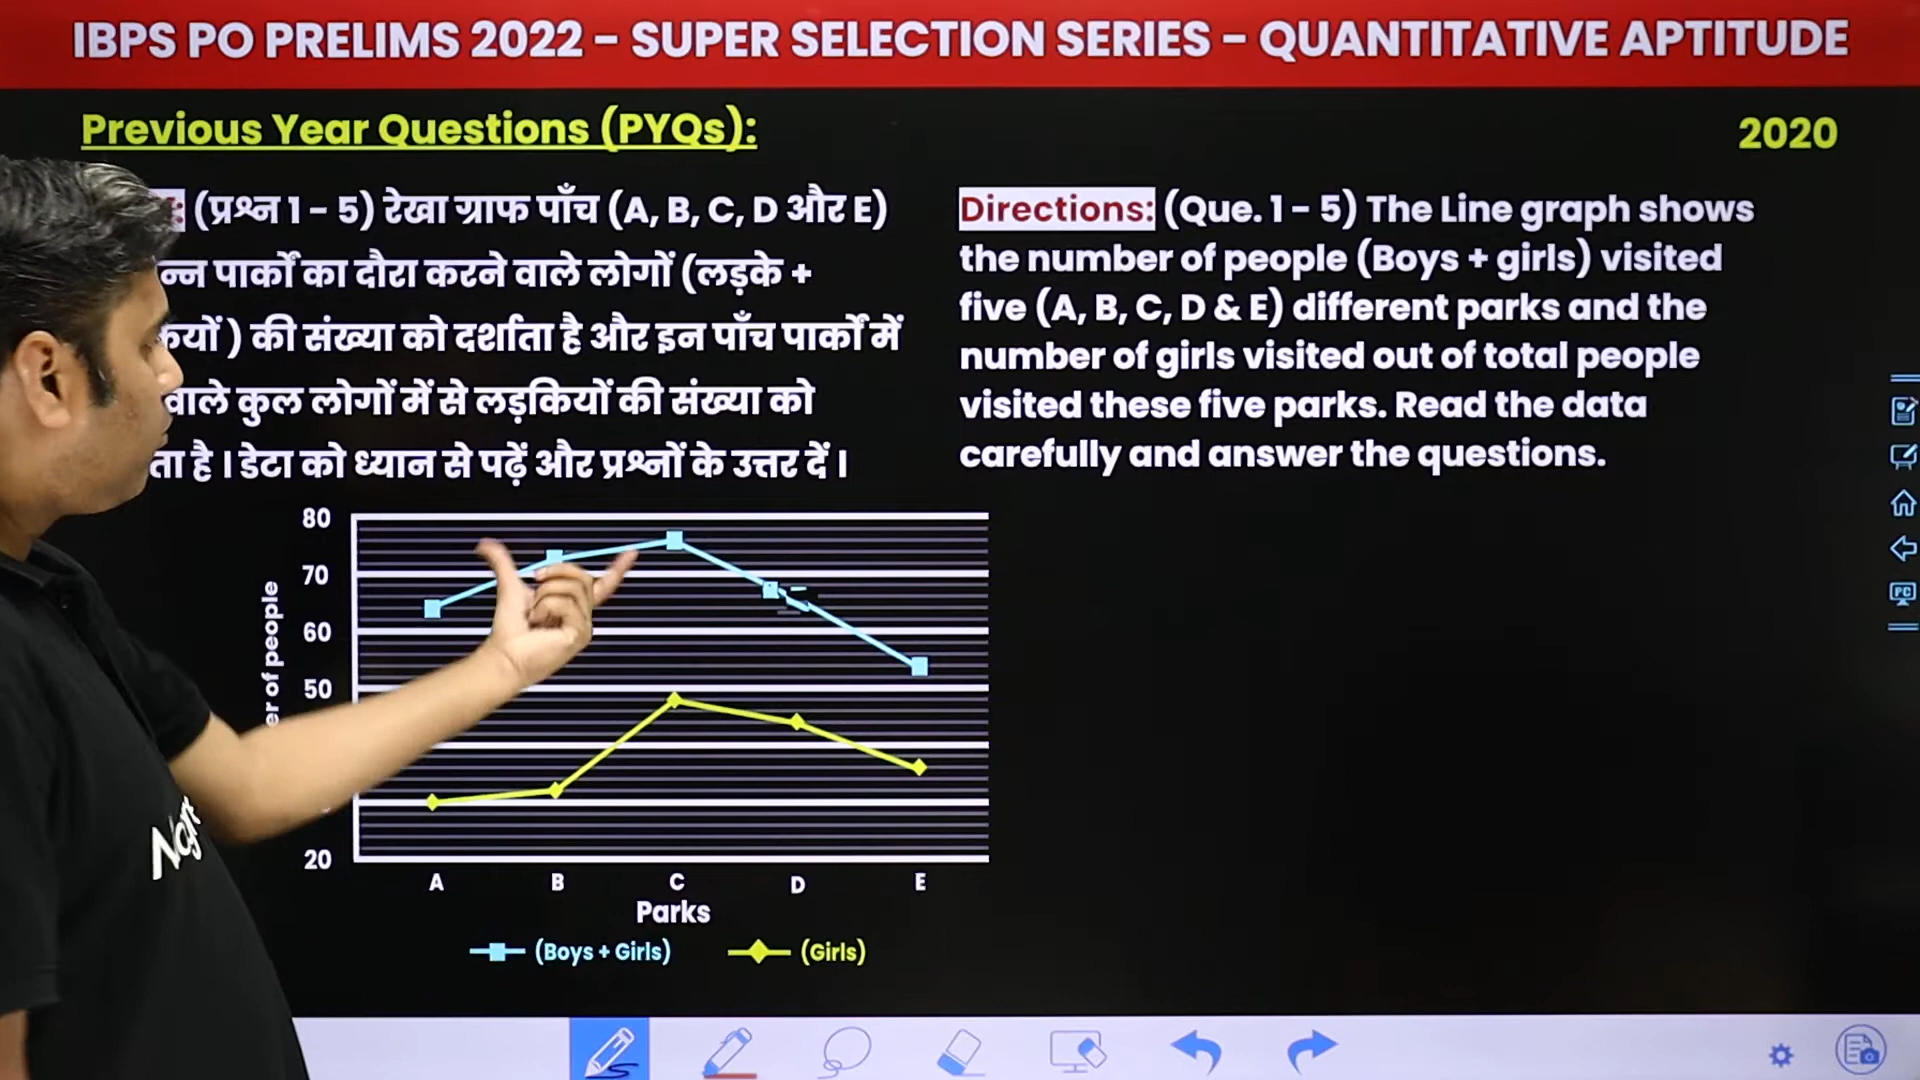 IBPS PO PRELIMS 2022 - SUPER SELECTION SERIES - QUANTITATIVE APTITUDE
Previous Year Questions (PYQs):
2020
(प्रश्न 1 - 5) रेखा ग्राफ पाँच (A, B, C, D और E)
पार्कों का दौरा करने वाले लोगों (लड़के +
) की संख्या को दर्शाता है और इन पाँच पार्कों में
वाले कुल लोगों में से लड़कियों की संख्या को
है । डेटा को ध्यान से पढ़ें और प्रश्नों के उत्तर दें ।
Directions: (Que. 1 - 5) The Line graph shows
the number of people (Boys + girls) visited
five (A, B, C, D & E) different parks and the
number of girls visited out of total people
visited these five parks. Read the data
carefully and answer the questions.
80
70
60
50
20
of people
A B C D E
Parks
(Boys + Girls) (Girls)
PC